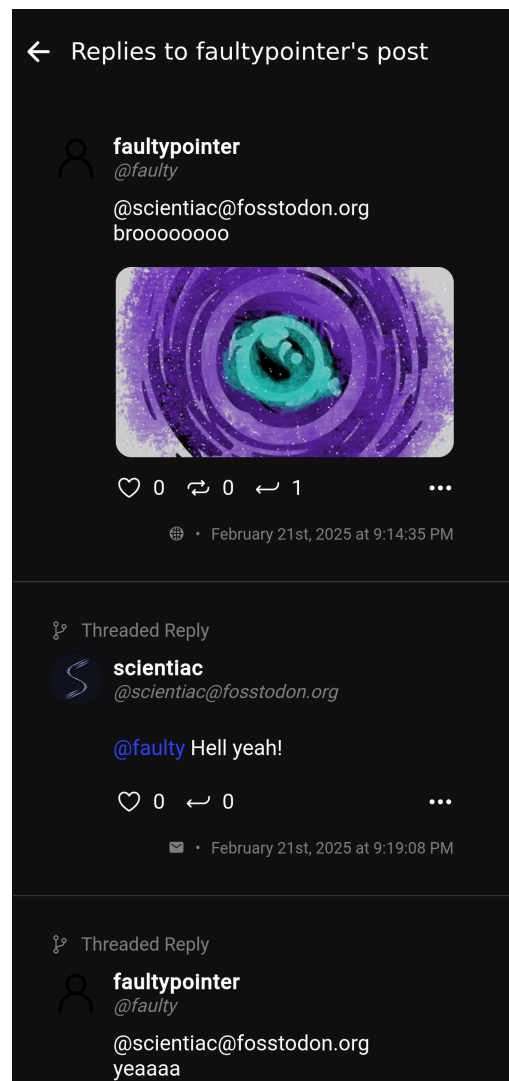 Replies to faultypointer's post
faultypointer
@faulty
@scientiac@fosstodon.org
broooooooo
0 0 1
• February 21st, 2025 at 9:14:35 PM
Threaded Reply
scientiac
@scientiac@fosstodon.org
@faulty Hell yeah!
0 0
• February 21st, 2025 at 9:19:08 PM
Threaded Reply
faultypointer
@faulty
@scientiac@fosstodon.org
yeaaaa